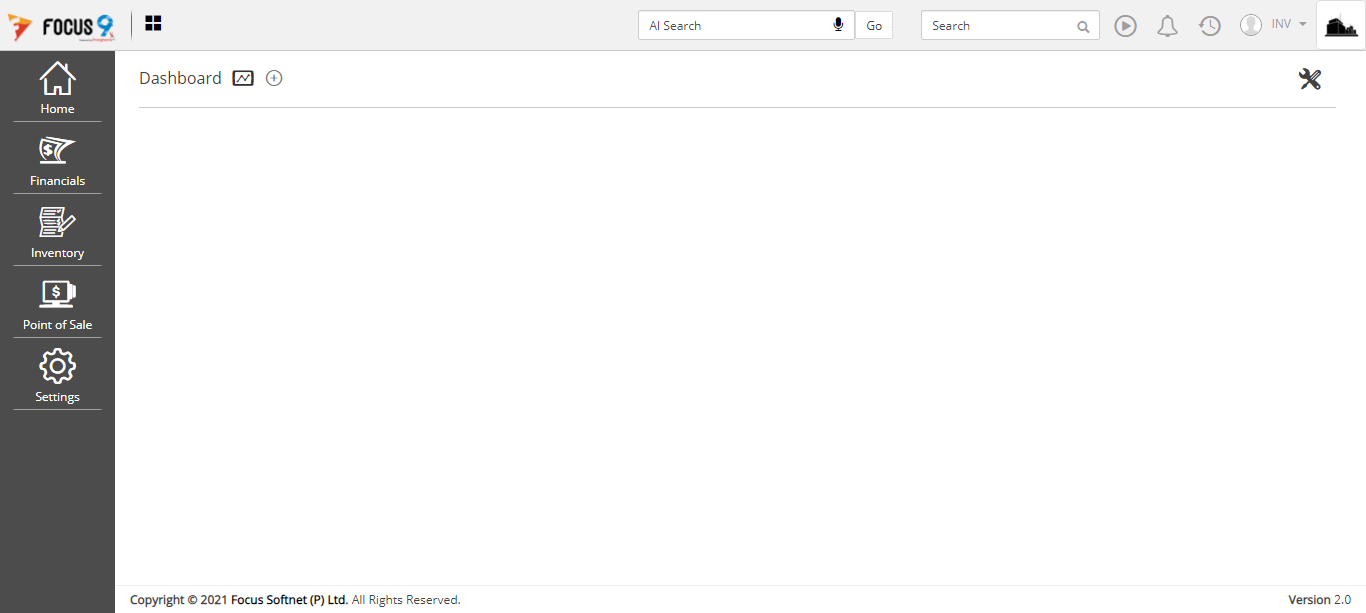 FOCUS 9
AI Search
Go
Search
INV
Home
Financials
Inventory
Point of Sale
Settings
Dashboard
Copyright © 2021 Focus Softnet (P) Ltd. All Rights Reserved.
Version 2.0